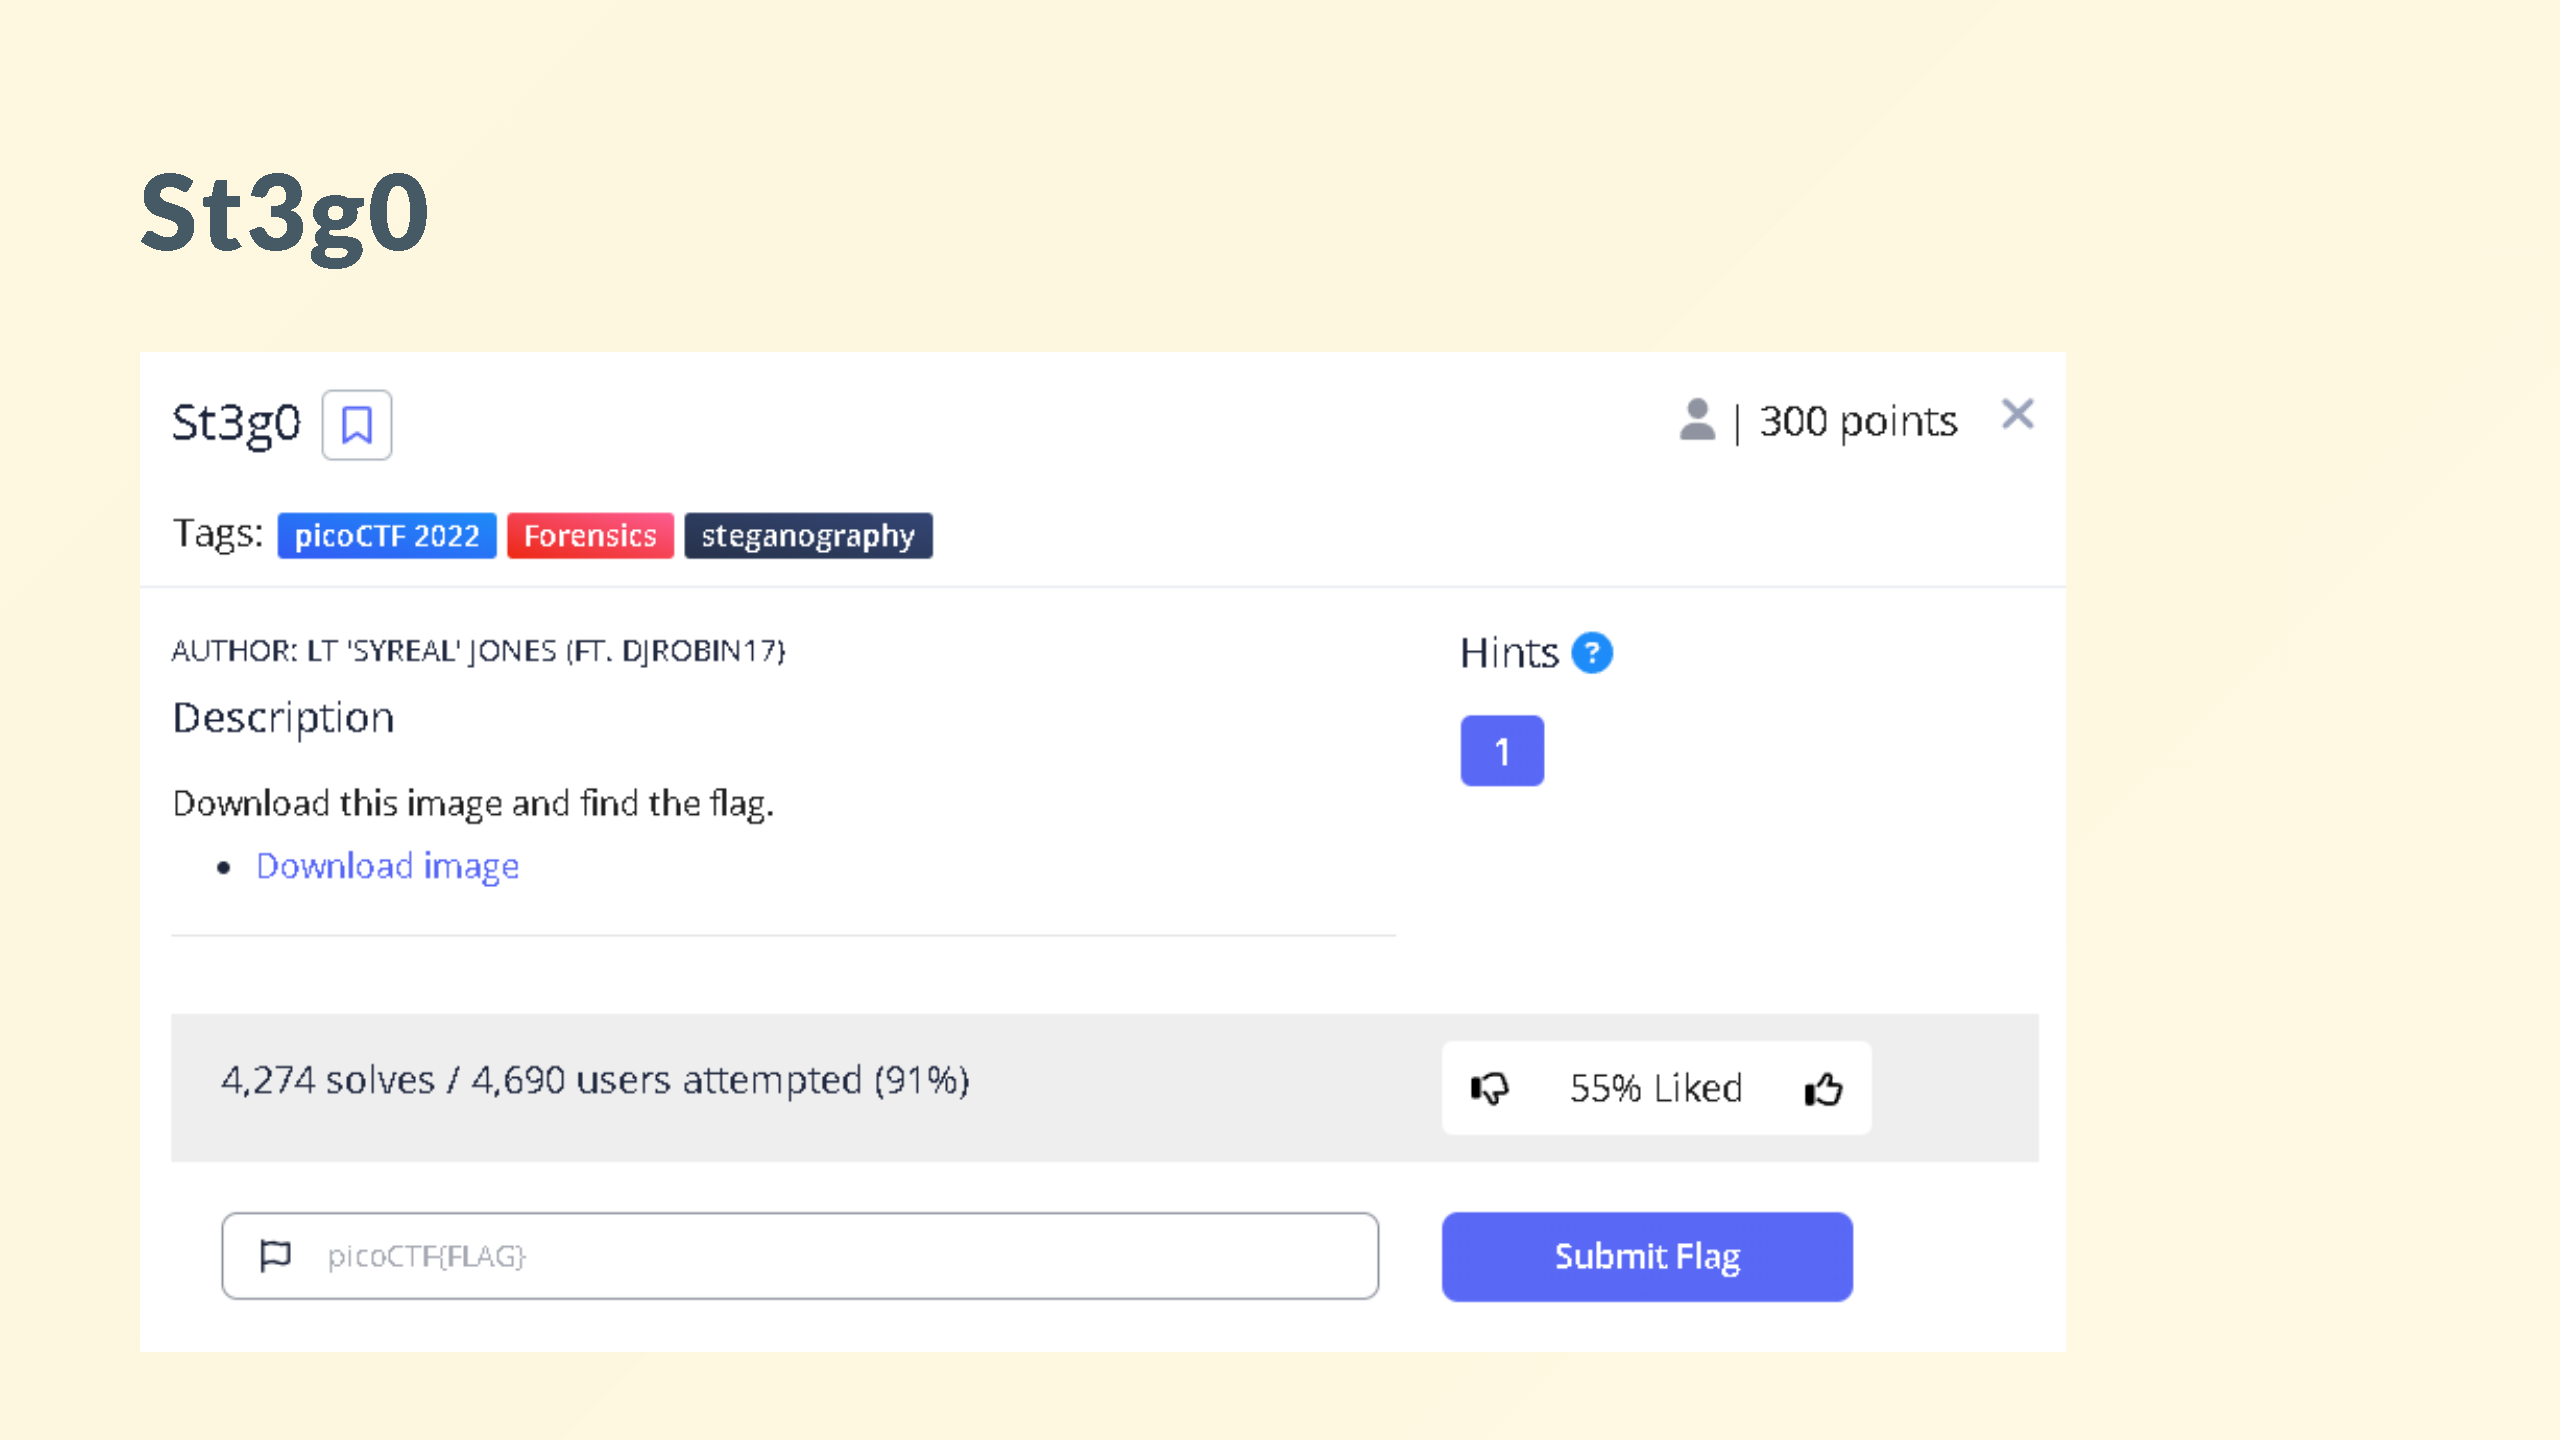 St3g0
St3g0
| 300 points
Tags: picoCTF 2022 Forensics steganography
AUTHOR: LT 'SYREAL' JONES (FT. DJROBIN17)
Description
Download this image and find the flag.
• Download image
Hints ?
1
4,274 solves / 4,690 users attempted (91%)
55% Liked
picoCTF{FLAG}
Submit Flag